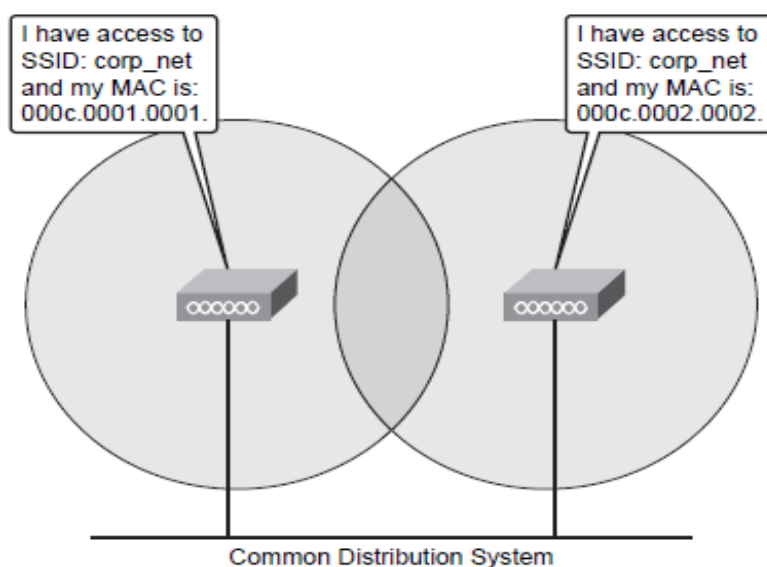 I have access to
SSID: corp_net
and my MAC is:
000c.0001.0001.
I have access to
SSID: corp_net
and my MAC is:
000c.0002.0002.
Common Distribution System